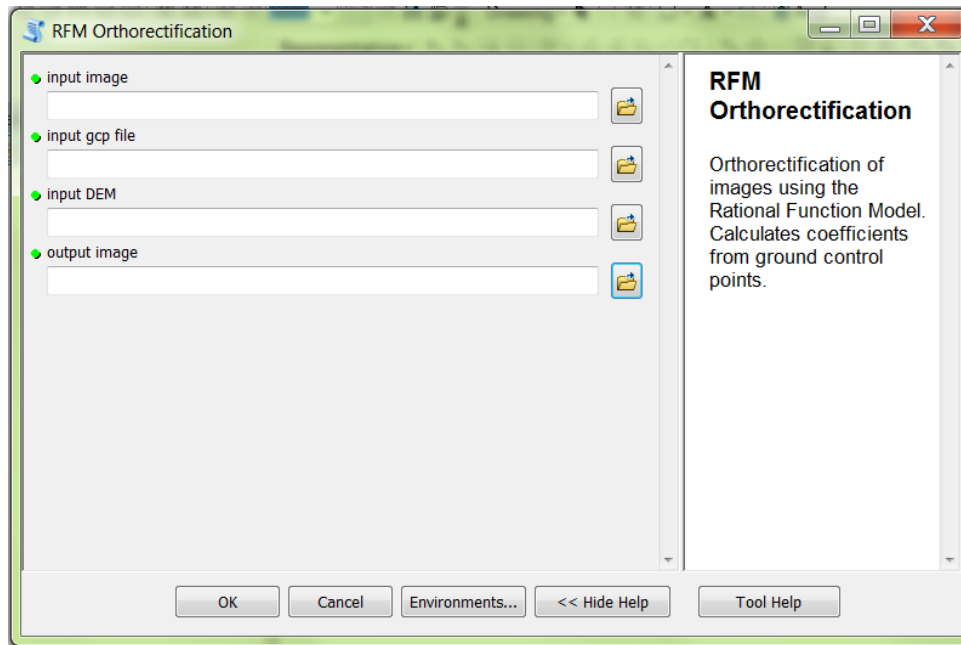 RFM Orthorectification
input image
input gcp file
input DEM
output image
RFM
Orthorectification
Orthorectification of
images using the
Rational Function Model.
Calculates coefficients
from ground control
points.
OK
Cancel
Environments...
<< Hide Help
Tool Help